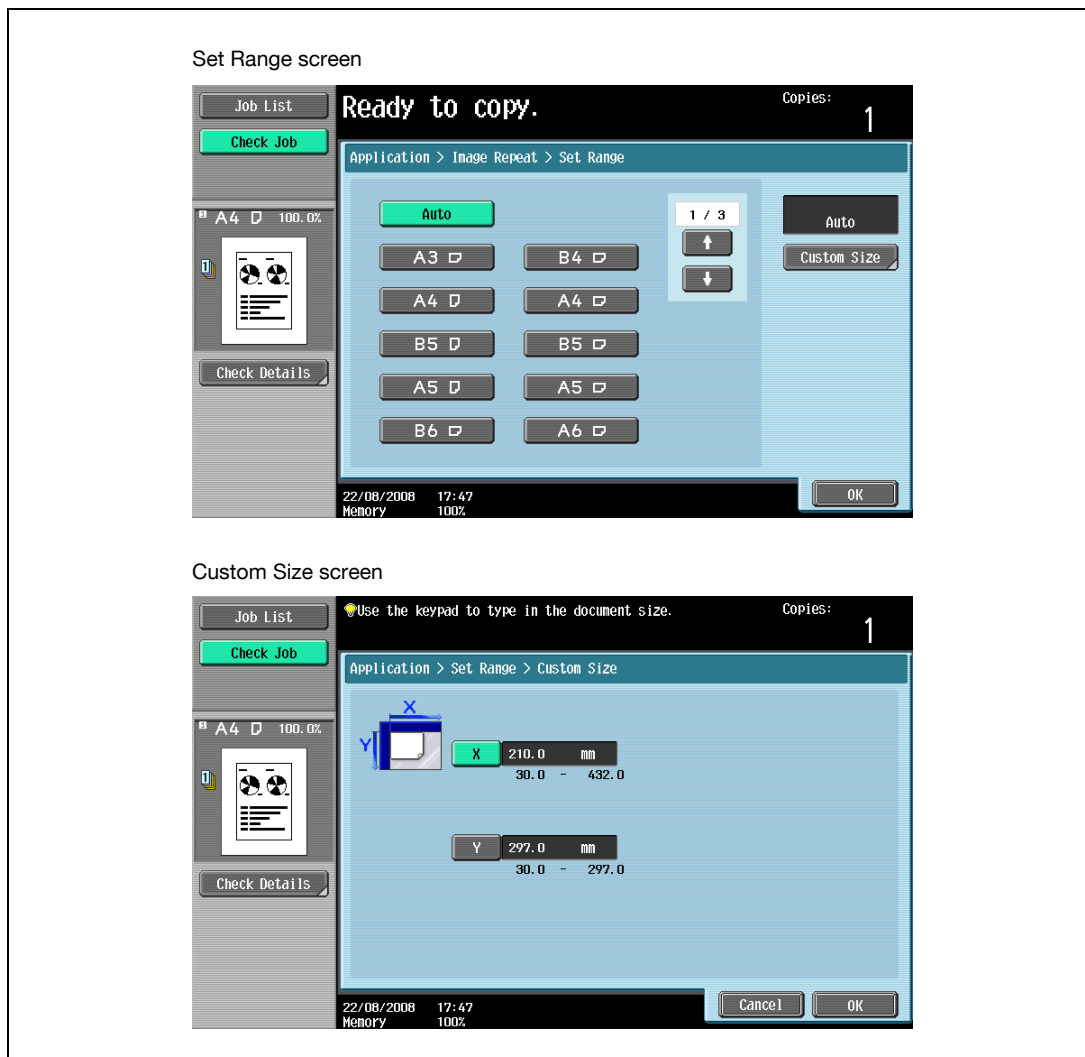 Set Range screen
Job List
Check Job
Ready to copy.
Copies:
1
Application > Image Repeat > Set Range
A4 100.0%
1
Check Details
Auto
A3
B4
A4
A4
B5
B5
A5
A5
B6
A6
1 / 3
Auto
Custom Size
22/08/2008 17:47
Memory 100%
OK
Custom Size screen
Job List
Check Job
Use the keypad to type in the document size.
Copies:
1
Application > Set Range > Custom Size
A4 100.0%
1
Check Details
X
Y
X 210.0 mm
30.0 - 432.0
Y 297.0 mm
30.0 - 297.0
22/08/2008 17:47
Memory 100%
Cancel
OK